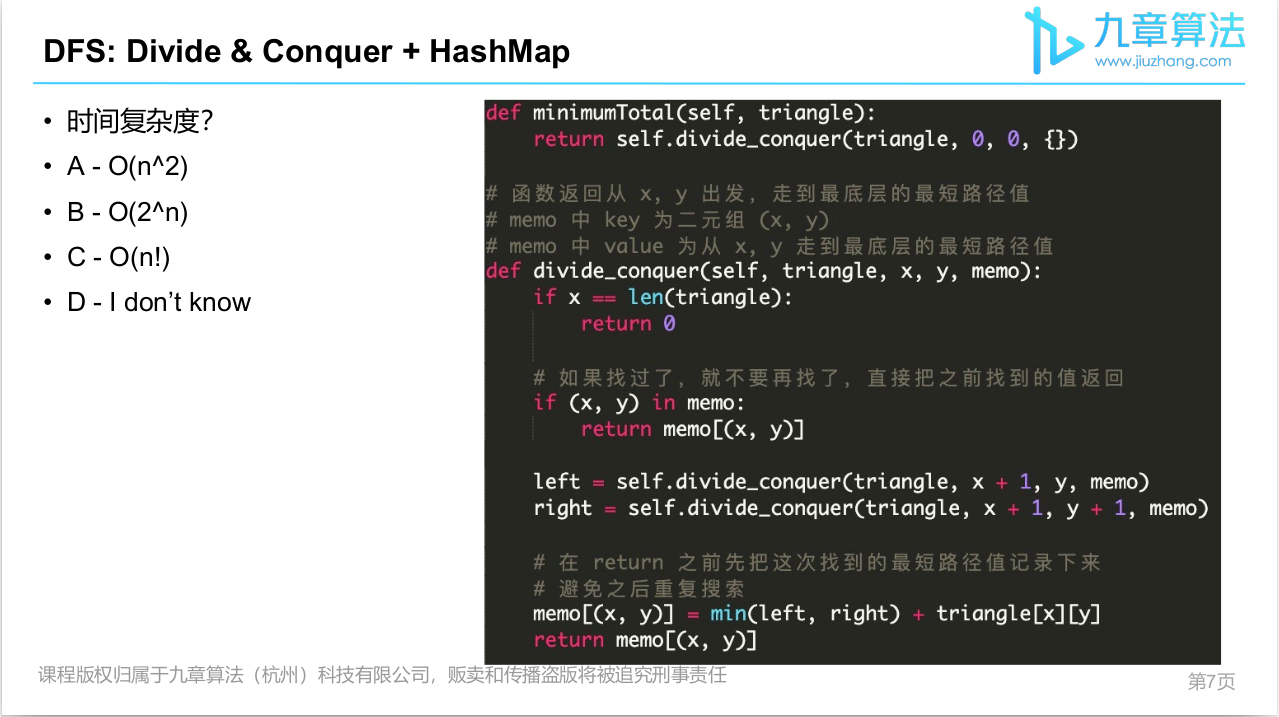 DFS: Divide & Conquer + HashMap
九章算法
www.jiuzhang.com
• 时间复杂度?
• A - O(n^2)
• B - O(2^n)
• C - O(n!)
• D - I don’t know
def minimumTotal(self, triangle):
    return self.divide_conquer(triangle, 0, 0, {})
# 函数返回从 x, y 出发，走到最底层的最短路径值
# memo 中 key 为二元组 (x, y)
# memo 中 value 为从 x, y 走到最底层的最短路径值
def divide_conquer(self, triangle, x, y, memo):
    if x == len(triangle):
        return 0
    # 如果找过了，就不要再找了，直接把之前找到的值返回
    if (x, y) in memo:
        return memo[(x, y)]
    left = self.divide_conquer(triangle, x + 1, y, memo)
    right = self.divide_conquer(triangle, x + 1, y + 1, memo)
    # 在 return 之前先把这次找到的最短路径值记录下来
    # 避免之后重复搜索
    memo[(x, y)] = min(left, right) + triangle[x][y]
    return memo[(x, y)]
课程版权归属于九章算法（杭州）科技有限公司，贩卖和传播盗版将被追究刑事责任
第7页